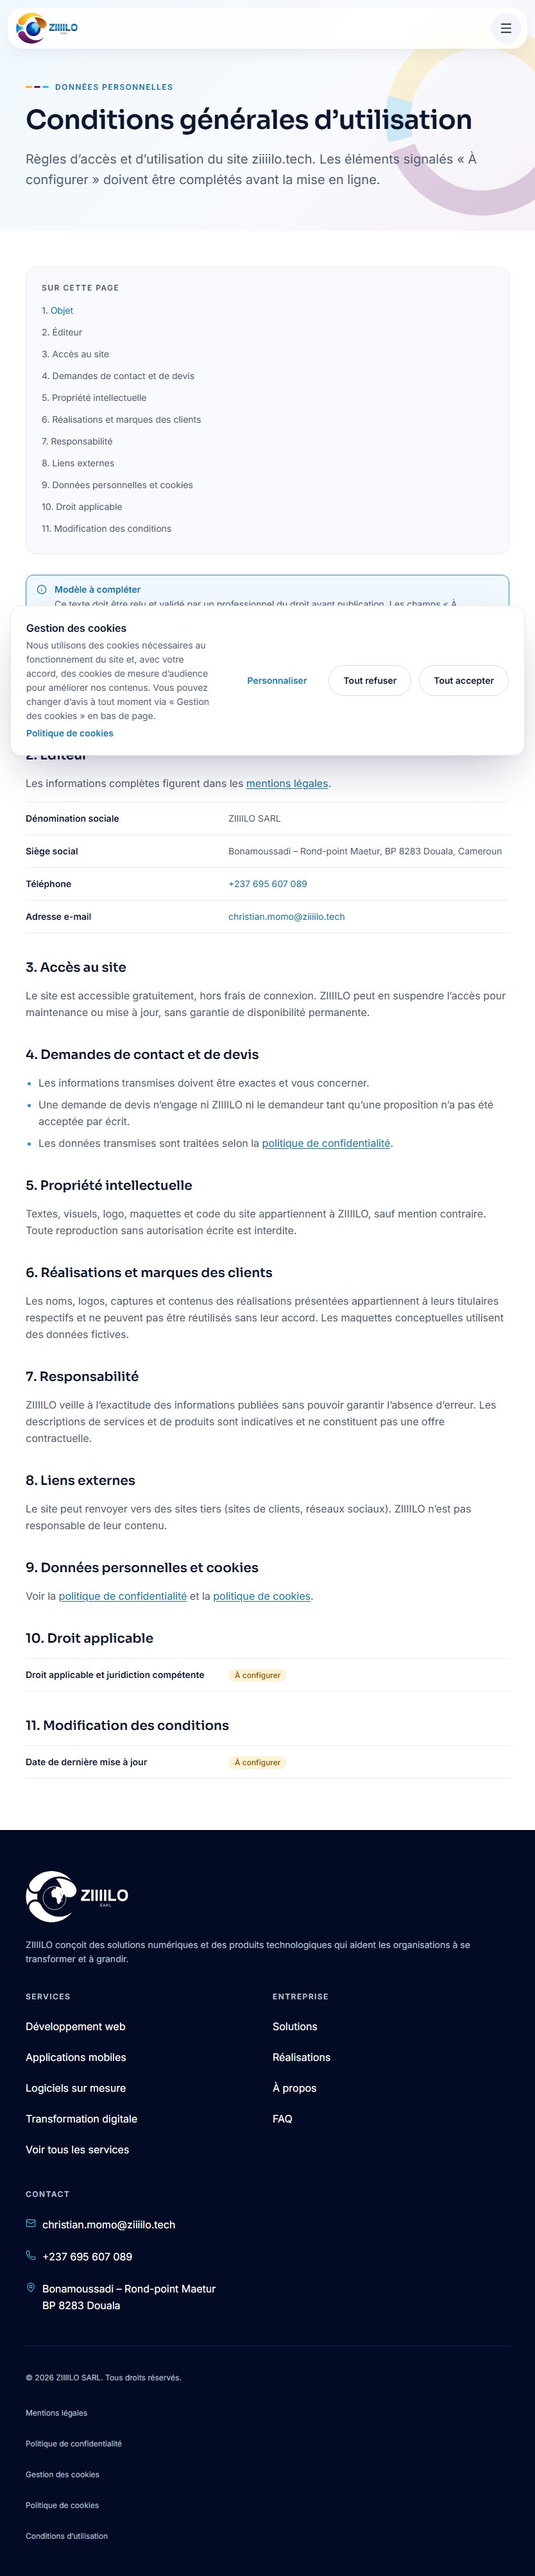 ZIIIILO
SARL
DONNÉES PERSONNELLES
Conditions générales d’utilisation
Règles d’accès et d’utilisation du site ziiiilo.tech. Les éléments signalés « À
configurer » doivent être complétés avant la mise en ligne.
SUR CETTE PAGE
1. Objet
2. Éditeur
3. Accès au site
4. Demandes de contact et de devis
5. Propriété intellectuelle
6. Réalisations et marques des clients
7. Responsabilité
8. Liens externes
9. Données personnelles et cookies
10. Droit applicable
11. Modification des conditions
Modèle à compléter
Ce texte doit être relu et validé par un professionnel du droit avant publication. Les champs « À
Gestion des cookies
Nous utilisons des cookies nécessaires au
fonctionnement du site et, avec votre
accord, des cookies de mesure d’audience
pour améliorer nos contenus. Vous pouvez
changer d’avis à tout moment via « Gestion
des cookies » en bas de page.
Politique de cookies
Personnaliser
Tout refuser
Tout accepter
2. Éditeur
Les informations complètes figurent dans les mentions légales.
Dénomination sociale ZIIIILO SARL
Siège social Bonamoussadi – Rond-point Maetur, BP 8283 Douala, Cameroun
Téléphone +237 695 607 089
Adresse e-mail christian.momo@ziiiilo.tech
3. Accès au site
Le site est accessible gratuitement, hors frais de connexion. ZIIIILO peut en suspendre l’accès pour
maintenance ou mise à jour, sans garantie de disponibilité permanente.
4. Demandes de contact et de devis
• Les informations transmises doivent être exactes et vous concerner.
• Une demande de devis n’engage ni ZIIIILO ni le demandeur tant qu’une proposition n’a pas été
acceptée par écrit.
• Les données transmises sont traitées selon la politique de confidentialité.
5. Propriété intellectuelle
Textes, visuels, logo, maquettes et code du site appartiennent à ZIIIILO, sauf mention contraire.
Toute reproduction sans autorisation écrite est interdite.
6. Réalisations et marques des clients
Les noms, logos, captures et contenus des réalisations présentées appartiennent à leurs titulaires
respectifs et ne peuvent pas être réutilisés sans leur accord. Les maquettes conceptuelles utilisent
des données fictives.
7. Responsabilité
ZIIIILO veille à l’exactitude des informations publiées sans pouvoir garantir l’absence d’erreur. Les
descriptions de services et de produits sont indicatives et ne constituent pas une offre
contractuelle.
8. Liens externes
Le site peut renvoyer vers des sites tiers (sites de clients, réseaux sociaux). ZIIIILO n’est pas
responsable de leur contenu.
9. Données personnelles et cookies
Voir la politique de confidentialité et la politique de cookies.
10. Droit applicable
Droit applicable et juridiction compétente À configurer
11. Modification des conditions
Date de dernière mise à jour À configurer
ZIIIILO
SARL
ZIIIILO conçoit des solutions numériques et des produits technologiques qui aident les organisations à se
transformer et à grandir.
SERVICES
Développement web
Applications mobiles
Logiciels sur mesure
Transformation digitale
Voir tous les services
ENTREPRISE
Solutions
Réalisations
À propos
FAQ
CONTACT
christian.momo@ziiiilo.tech
+237 695 607 089
Bonamoussadi – Rond-point Maetur
BP 8283 Douala
© 2026 ZIIIILO SARL. Tous droits réservés.
Mentions légales
Politique de confidentialité
Gestion des cookies
Politique de cookies
Conditions d’utilisation